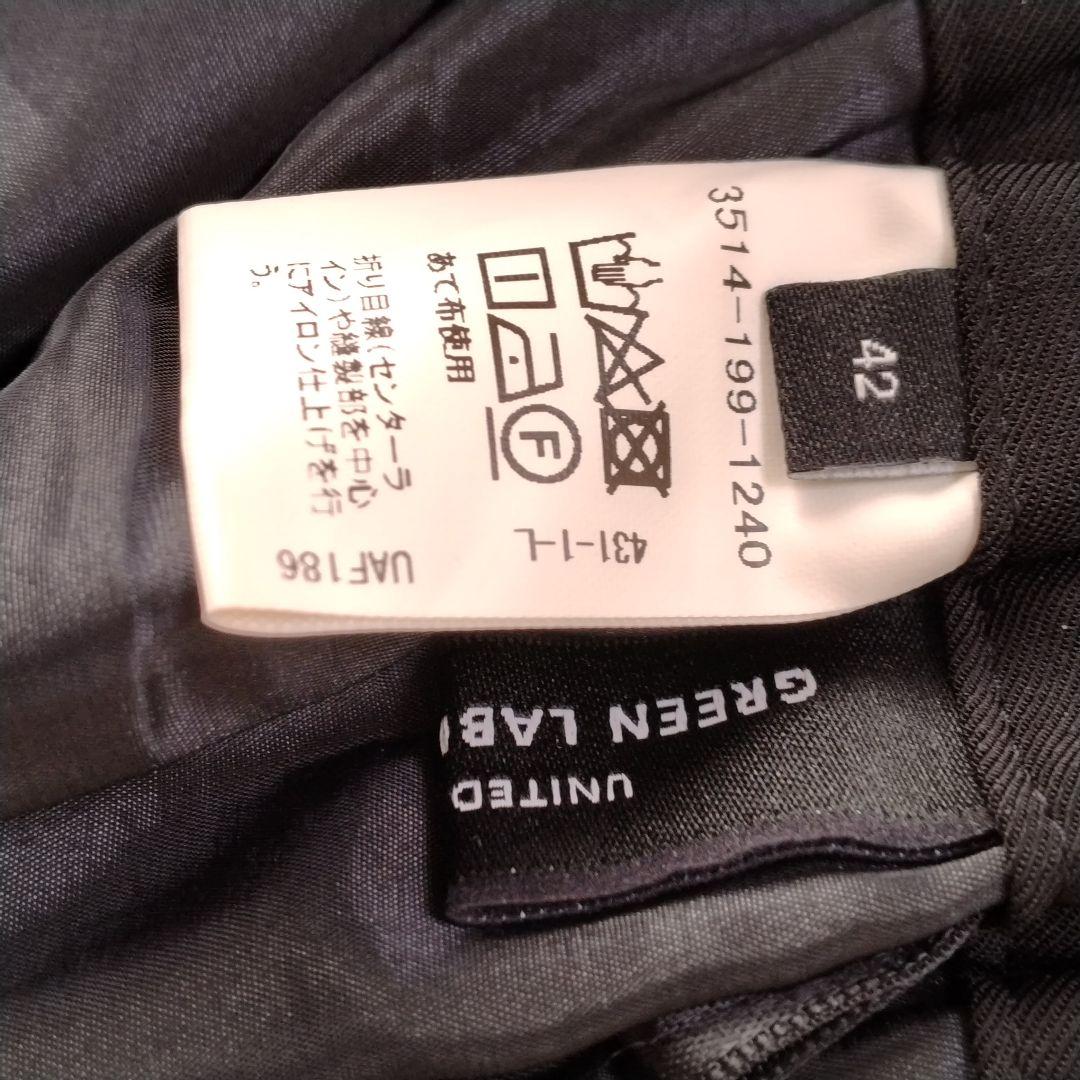 3514-199-1240
42
あて布使用
F
折り目線(センターラ
イン)や縫製部を中心
にアイロン仕上げを行
う。
431-1-L
UAF186
GREEN LAB
UNITED